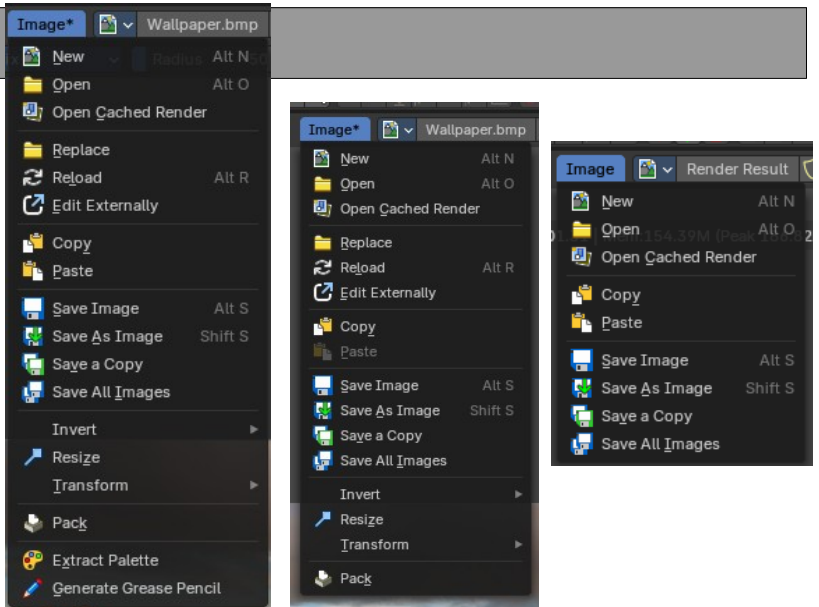 Image* Wallpaper.bmp
New Alt N
Radius
Open Alt O
Open Cached Render
Replace
Reload Alt R
Edit Externally
Copy
Paste
Save Image Alt S
Save As Image Shift S
Save a Copy
Save All Images
Invert
Resize
Transform
Pack
Extract Palette
Generate Grease Pencil
Image* Wallpaper.bmp
New Alt N
Open Alt O
Open Cached Render
Replace
Reload Alt R
Edit Externally
Copy
Paste
Save Image Alt S
Save As Image Shift S
Save a Copy
Save All Images
Invert
Resize
Transform
Pack
Image Render Result
New Alt N
Open Alt O
Open Cached Render
Copy
Paste
Save Image Alt S
Save As Image Shift S
Save a Copy
Save All Images